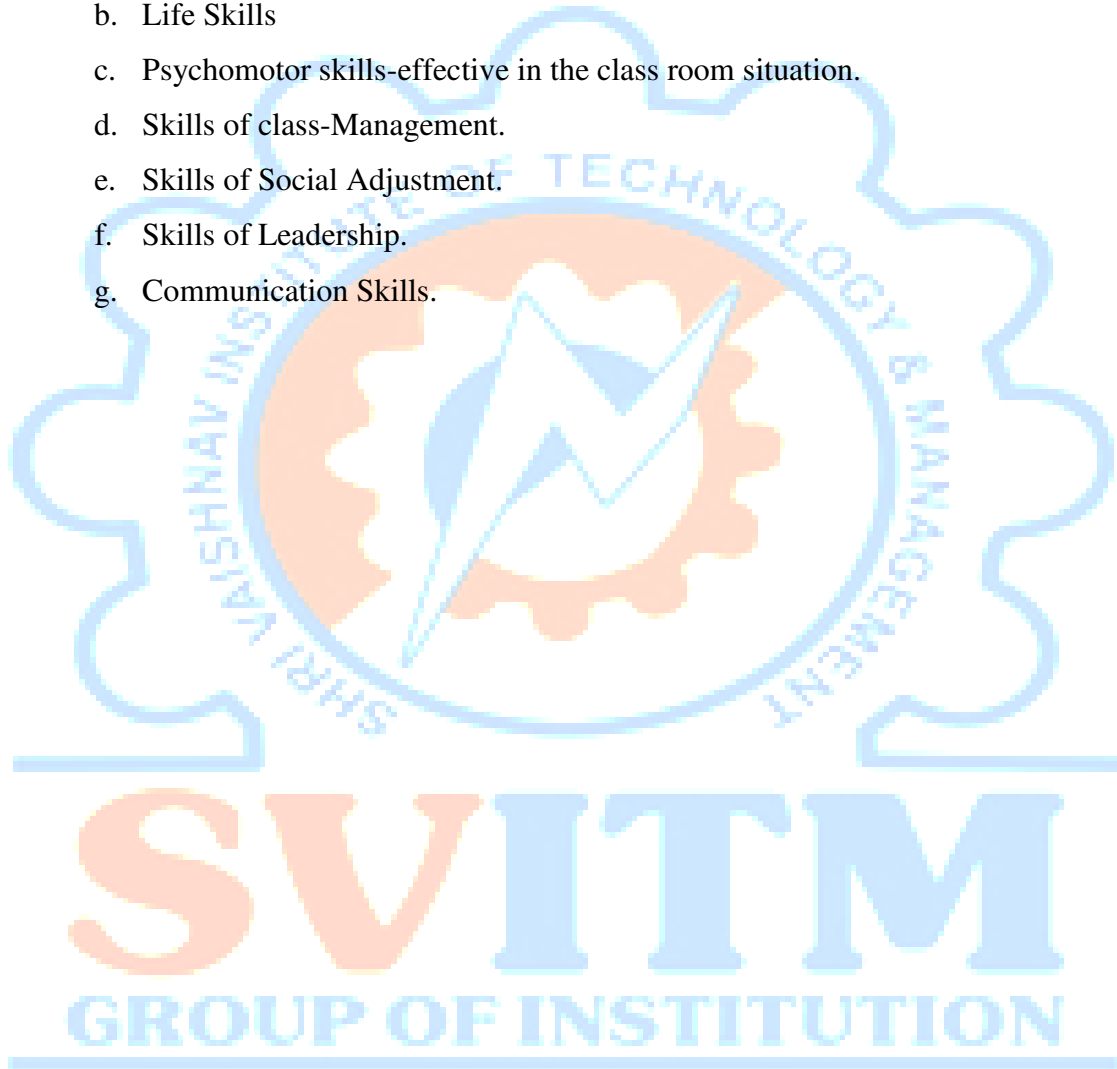 b. Life Skills
c. Psychomotor skills-effective in the class room situation.
d. Skills of class-Management.
e. Skills of Social Adjustment.
f. Skills of Leadership.
g. Communication Skills.
SHRI VAISHNAV INSTITUTE OF TECHNOLOGY & MANAGEMENT
SVITM
GROUP OF INSTITUTION